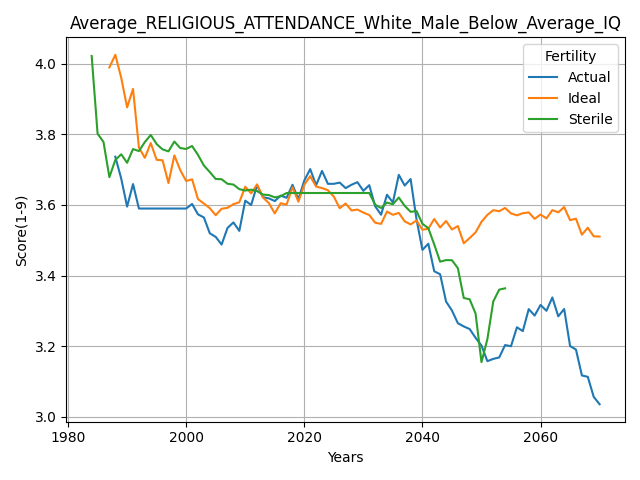 Average_RELIGIOUS_ATTENDANCE_White_Male_Below_Average_IQ
Fertility
Actual
Ideal
Sterile
Score(1-9)
4.0
3.8
3.6
3.4
3.2
3.0
1980 2000 2020 2040 2060
Years